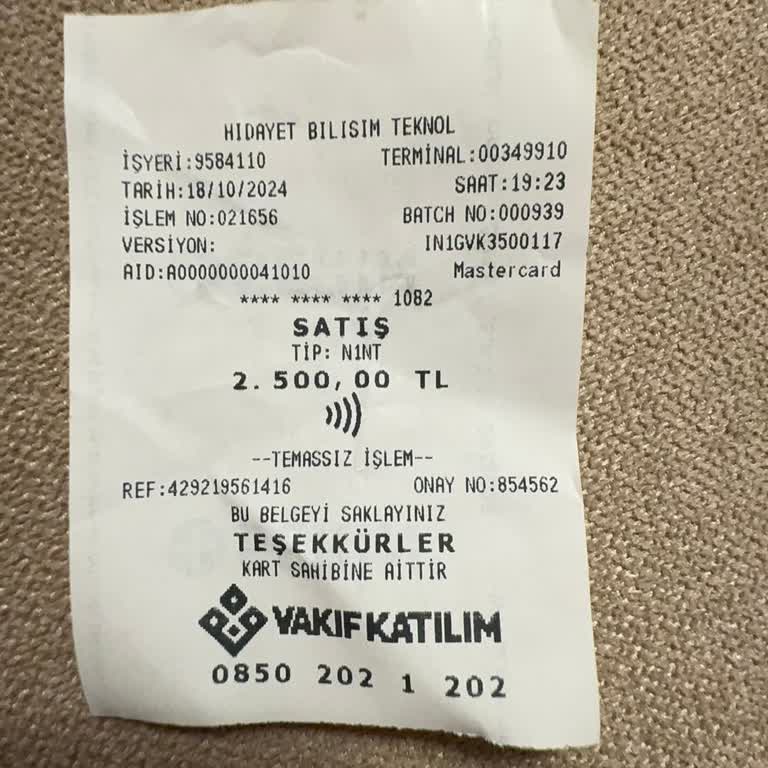 HIDAYET BILISIM TEKNOL
İŞYERİ:9584110 TERMİNAL:00349910
TARİH:18/10/2024 SAAT:19:23
İŞLEM NO:021656 BATCH NO:000939
VERSİYON: IN1GVK3500117
AID:A0000000041010 Mastercard
**** **** **** 1082
SATIŞ
TİP: N1NT
2.500,00 TL
--TEMASSIZ İŞLEM--
REF:429219561416 ONAY NO:854562
BU BELGEYİ SAKLAYINIZ
TEŞEKKÜRLER
KART SAHİBİNE AİTTİR
VAKIFKATILIM
0850 202 1 202